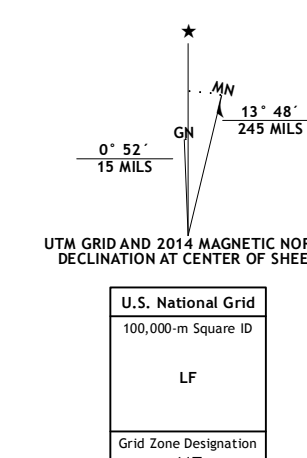 ★
MN
GN
13° 48´
245 MILS
0° 52´
15 MILS
UTM GRID AND 2014 MAGNETIC NOR
DECLINATION AT CENTER OF SHEE
U.S. National Grid
100,000-m Square ID
LF
Grid Zone Designation